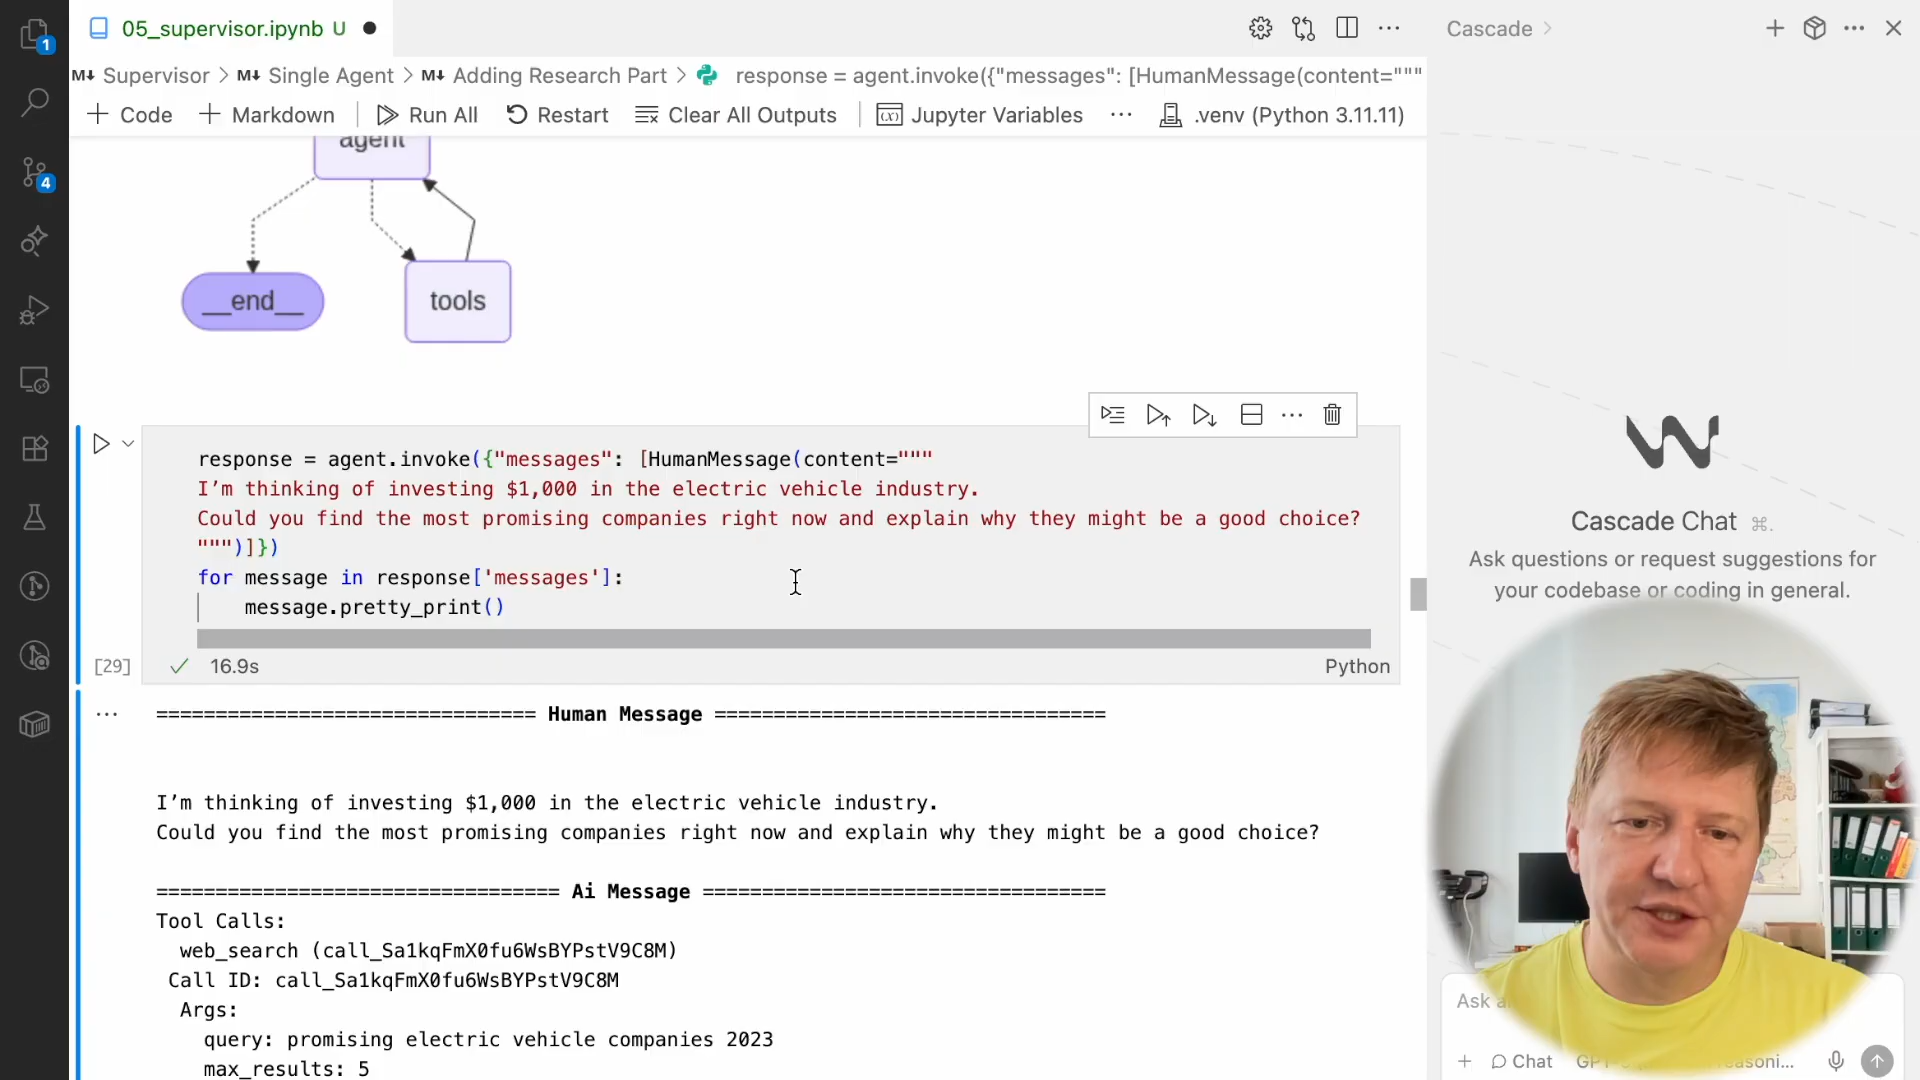 1
05_supervisor.ipynb U
Cascade
M↓ Supervisor > M↓ Single Agent > M↓ Adding Research Part > response = agent.invoke({"messages": [HumanMessage(content="""
+ Code + Markdown Run All Restart Clear All Outputs Jupyter Variables ... .venv (Python 3.11.11)
4
agent
__end__
tools
response = agent.invoke({"messages": [HumanMessage(content="""
I’m thinking of investing $1,000 in the electric vehicle industry.
Could you find the most promising companies right now and explain why they might be a good choice?
""")]})
for message in response['messages']:
message.pretty_print()
[29] 16.9s Python
================================ Human Message =================================
I’m thinking of investing $1,000 in the electric vehicle industry.
Could you find the most promising companies right now and explain why they might be a good choice?
================================== Ai Message ==================================
Tool Calls:
web_search (call_Sa1kqFmX0fu6WsBYPstV9C8M)
Call ID: call_Sa1kqFmX0fu6WsBYPstV9C8M
Args:
query: promising electric vehicle companies 2023
max_results: 5
Cascade Chat ⌘.
Ask questions or request suggestions for
your codebase or coding in general.
Ask
Chat